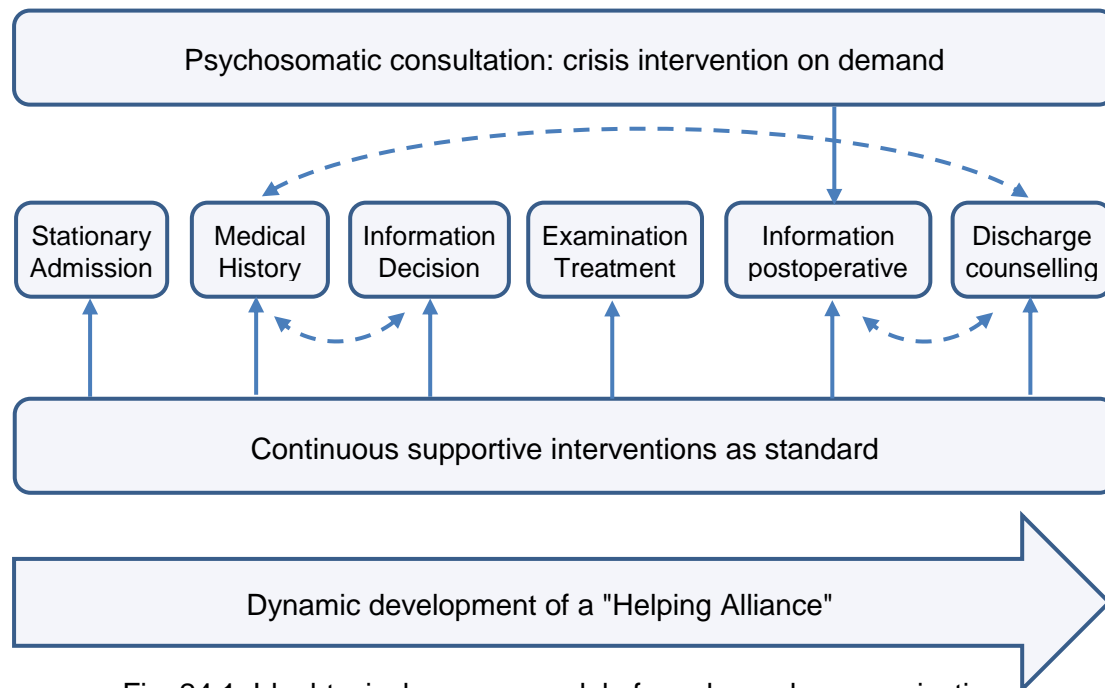 Psychosomatic consultation: crisis intervention on demand
Stationary
Admission
Medical
History
Information
Decision
Examination
Treatment
Information
postoperative
Discharge
counselling
Continuous supportive interventions as standard
Dynamic development of a "Helping Alliance"